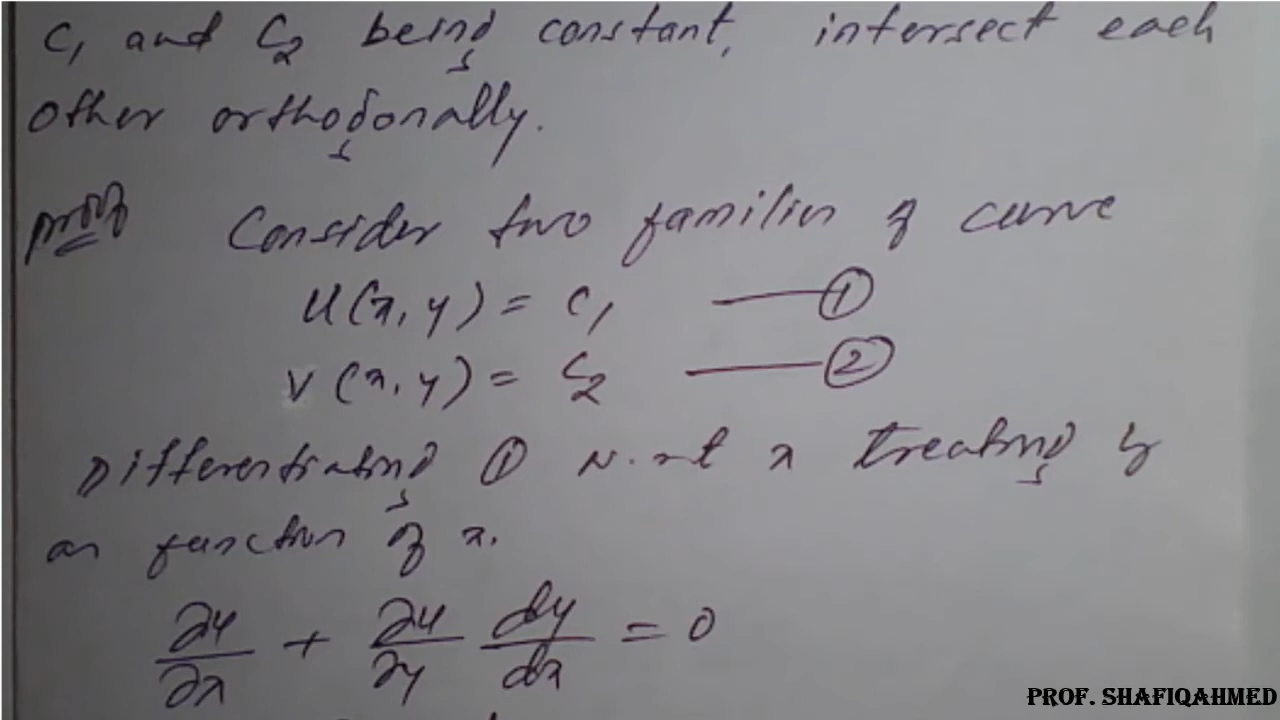 C₁ and C₂ being constant, intersect each
other orthogonally.
proof Consider two families of curve
u(x, y) = C₁ —— ①
v(x, y) = C₂ —— ②
Differentiating ① w.r.t x treating y
as function of x.
∂u/∂x + ∂u/∂y dy/dx = 0
PROF. SHAFIQAHMED